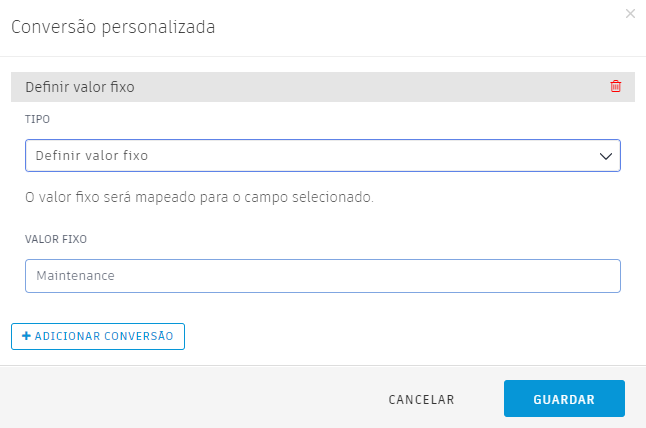 Conversão personalizada
Definir valor fixo
TIPO
Definir valor fixo
O valor fixo será mapeado para o campo selecionado.
VALOR FIXO
Maintenance
+ ADICIONAR CONVERSÃO
CANCELAR
GUARDAR